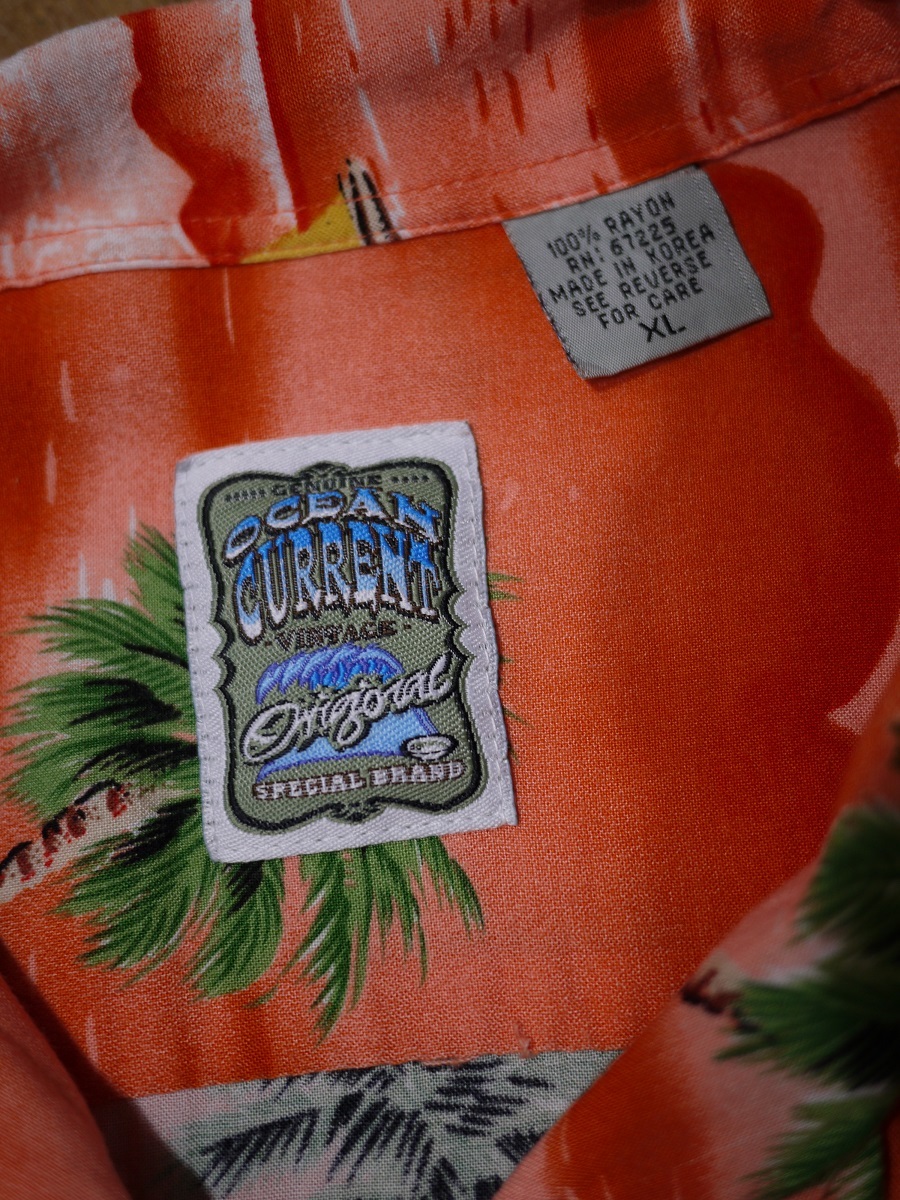 100% RAYON
RN: 67225
MADE IN KOREA
SEE REVERSE
FOR CARE
XL
GENUINE
OCEAN
CURRENT
VINTAGE
Original
SPECIAL BRAND